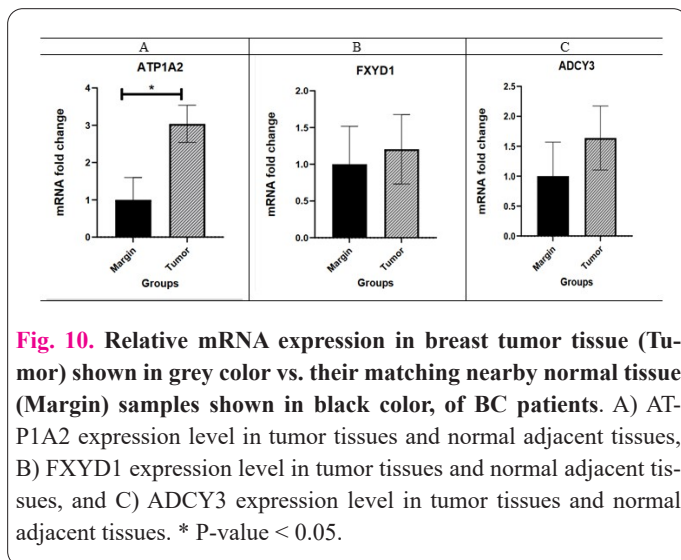 A
B
C
ATP1A2
mRNA fold change
4
3
2
1
0
*
Margin
Tumor
Groups
FXYD1
mRNA fold change
2.0
1.5
1.0
0.5
0.0
Margin
Tumor
Groups
ADCY3
mRNA fold change
2.5
2.0
1.5
1.0
0.5
0.0
Margin
Tumor
Groups
Fig. 10. Relative mRNA expression in breast tumor tissue (Tu-
mor) shown in grey color vs. their matching nearby normal tissue
(Margin) samples shown in black color, of BC patients. A) AT-
P1A2 expression level in tumor tissues and normal adjacent tissues,
B) FXYD1 expression level in tumor tissues and normal adjacent tis-
sues, and C) ADCY3 expression level in tumor tissues and normal
adjacent tissues. * P-value < 0.05.